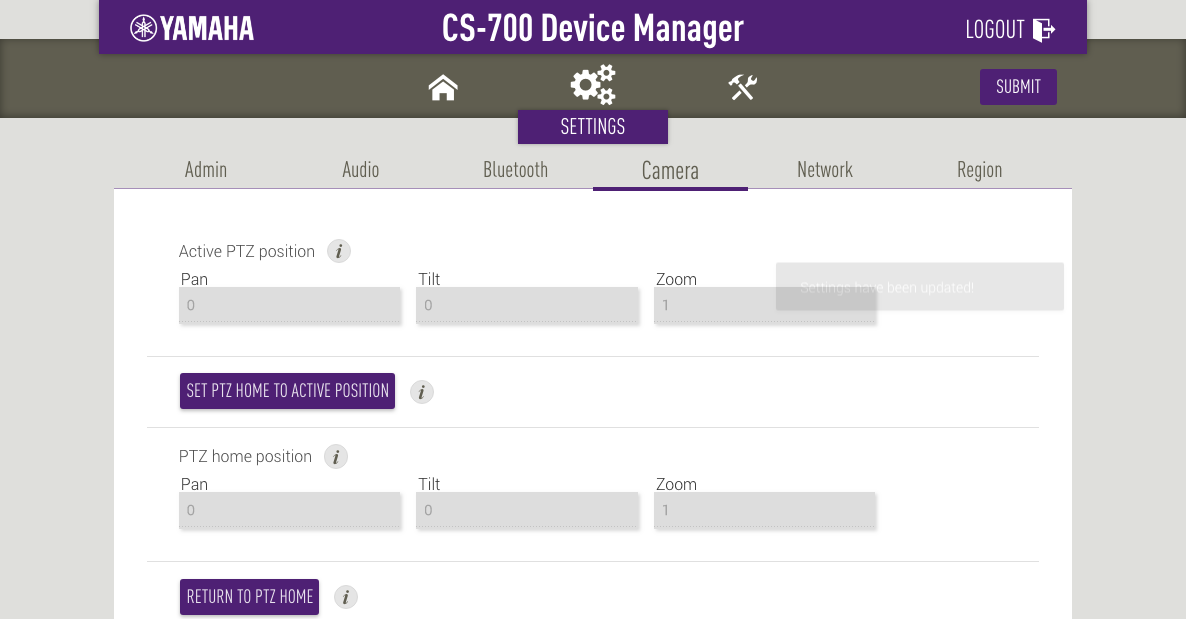 YAMAHA
CS-700 Device Manager
LOGOUT
SUBMIT
SETTINGS
Admin Audio Bluetooth Camera Network Region
Active PTZ position i
Pan Tilt Zoom
0 0 1
Settings have been updated!
SET PTZ HOME TO ACTIVE POSITION i
PTZ home position i
Pan Tilt Zoom
0 0 1
RETURN TO PTZ HOME i